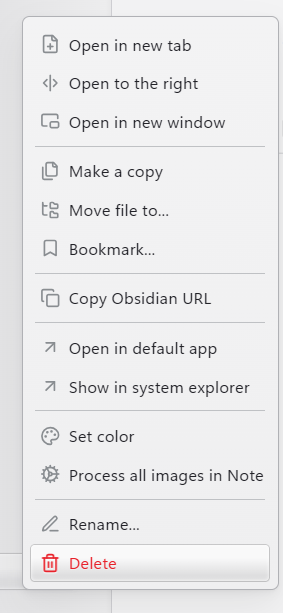 Open in new tab
Open to the right
Open in new window
Make a copy
Move file to...
Bookmark...
Copy Obsidian URL
Open in default app
Show in system explorer
Set color
Process all images in Note
Rename...
Delete